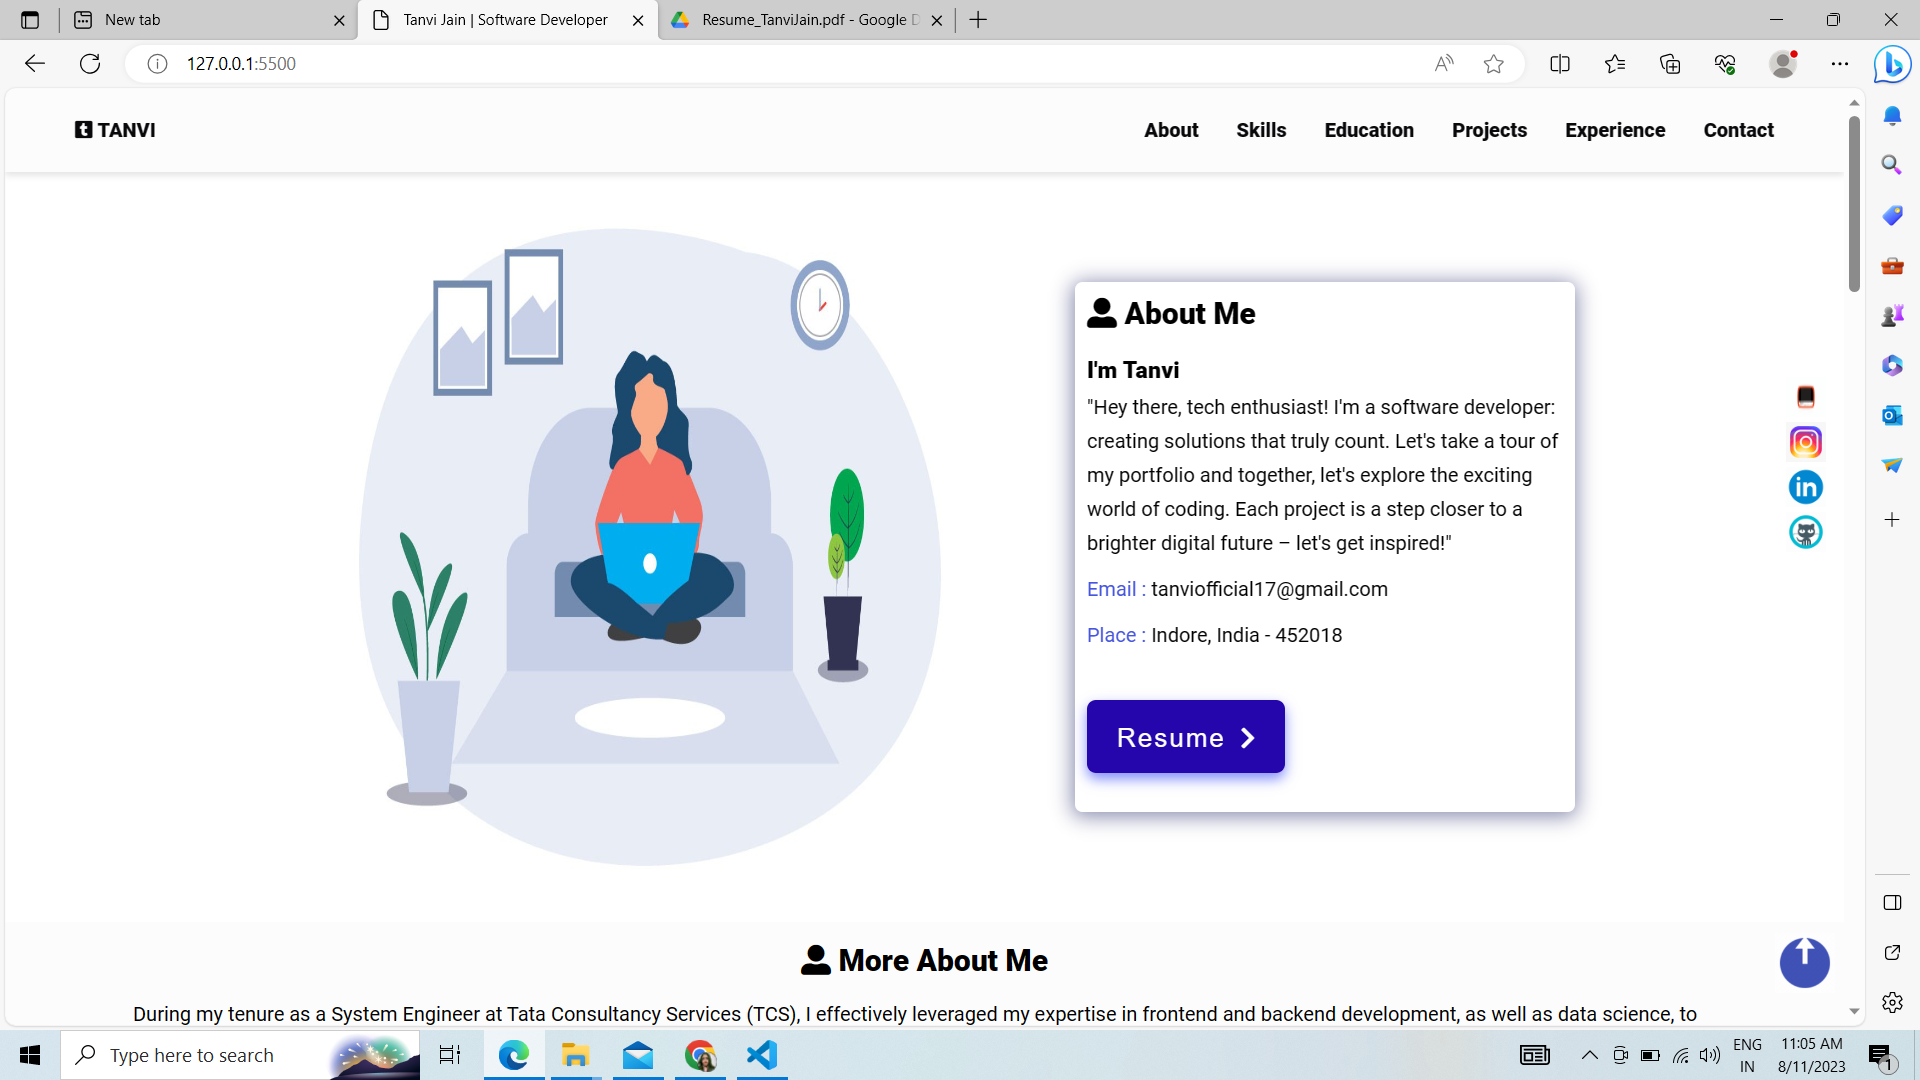 New tab
Tanvi Jain | Software Developer
Resume_TanviJain.pdf - Google D
127.0.0.1:5500
t TANVI
About Skills Education Projects Experience Contact
About Me
I'm Tanvi
"Hey there, tech enthusiast! I'm a software developer:
creating solutions that truly count. Let's take a tour of
my portfolio and together, let's explore the exciting
world of coding. Each project is a step closer to a
brighter digital future – let's get inspired!"
Email : tanviofficial17@gmail.com
Place : Indore, India - 452018
Resume
in
More About Me
During my tenure as a System Engineer at Tata Consultancy Services (TCS), I effectively leveraged my expertise in frontend and backend development, as well as data science, to
Type here to search
ENG
IN
11:05 AM
8/11/2023
1